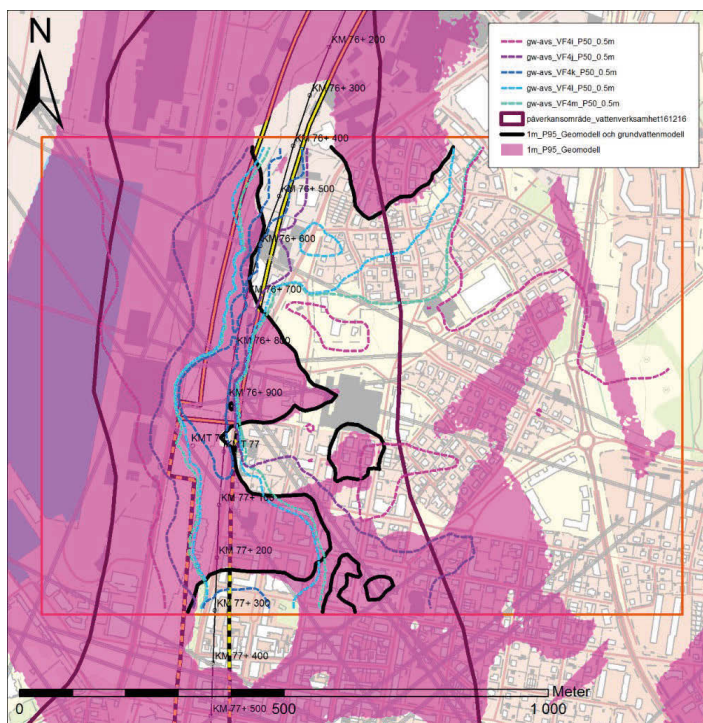 N
KM 76+ 200
KM 76+ 300
KM 76+ 400
KM 76+ 500
KM 76+ 600
KM 76+ 700
KM 76+ 800
KM 76+ 900
KMT 7
KMT 77
KM 77+ 100
KM 77+ 200
KM 77+ 300
KM 77+ 400
KM 77+ 500
gw-avs_VF4i_P50_0.5m
gw-avs_VF4j_P50_0.5m
gw-avs_VF4k_P50_0.5m
gw-avs_VF4l_P50_0.5m
gw-avs_VF4m_P50_0.5m
påverkansområde_vattenverksamhet161216
1m_P95_Geomodell och grundvattenmodell
1m_P95_Geomodell
Meter
0 500 1 000